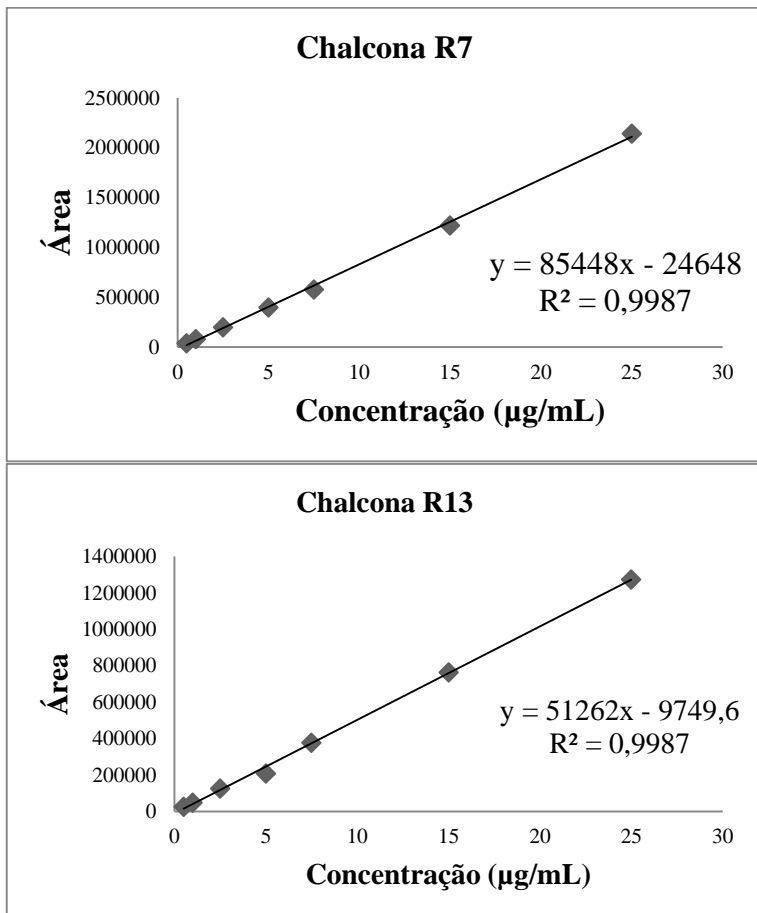 Chalcona R7
2500000
2000000
1500000
1000000
500000
0
Área
y = 85448x - 24648
R² = 0,9987
0 5 10 15 20 25 30
Concentração (µg/mL)
Chalcona R13
1400000
1200000
1000000
800000
600000
400000
200000
0
Área
y = 51262x - 9749,6
R² = 0,9987
0 5 10 15 20 25 30
Concentração (µg/mL)